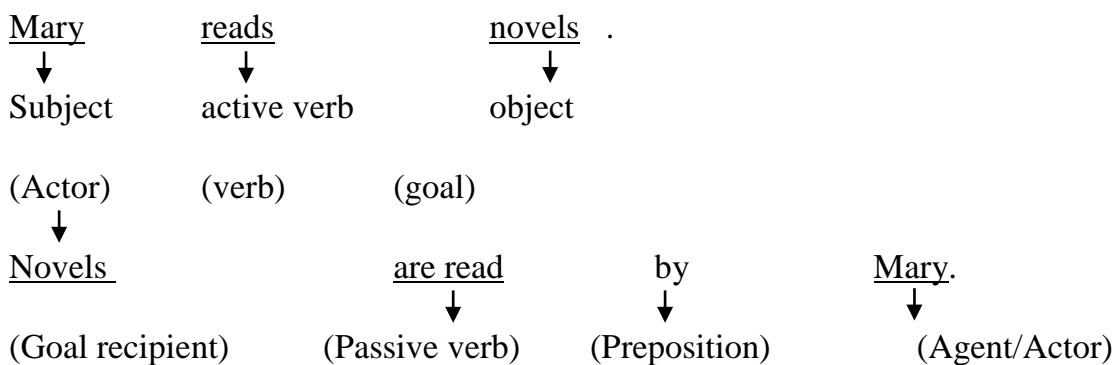 Mary reads novels .
Subject active verb object
(Actor) (verb) (goal)
Novels are read by Mary.
(Goal recipient) (Passive verb) (Preposition) (Agent/Actor)